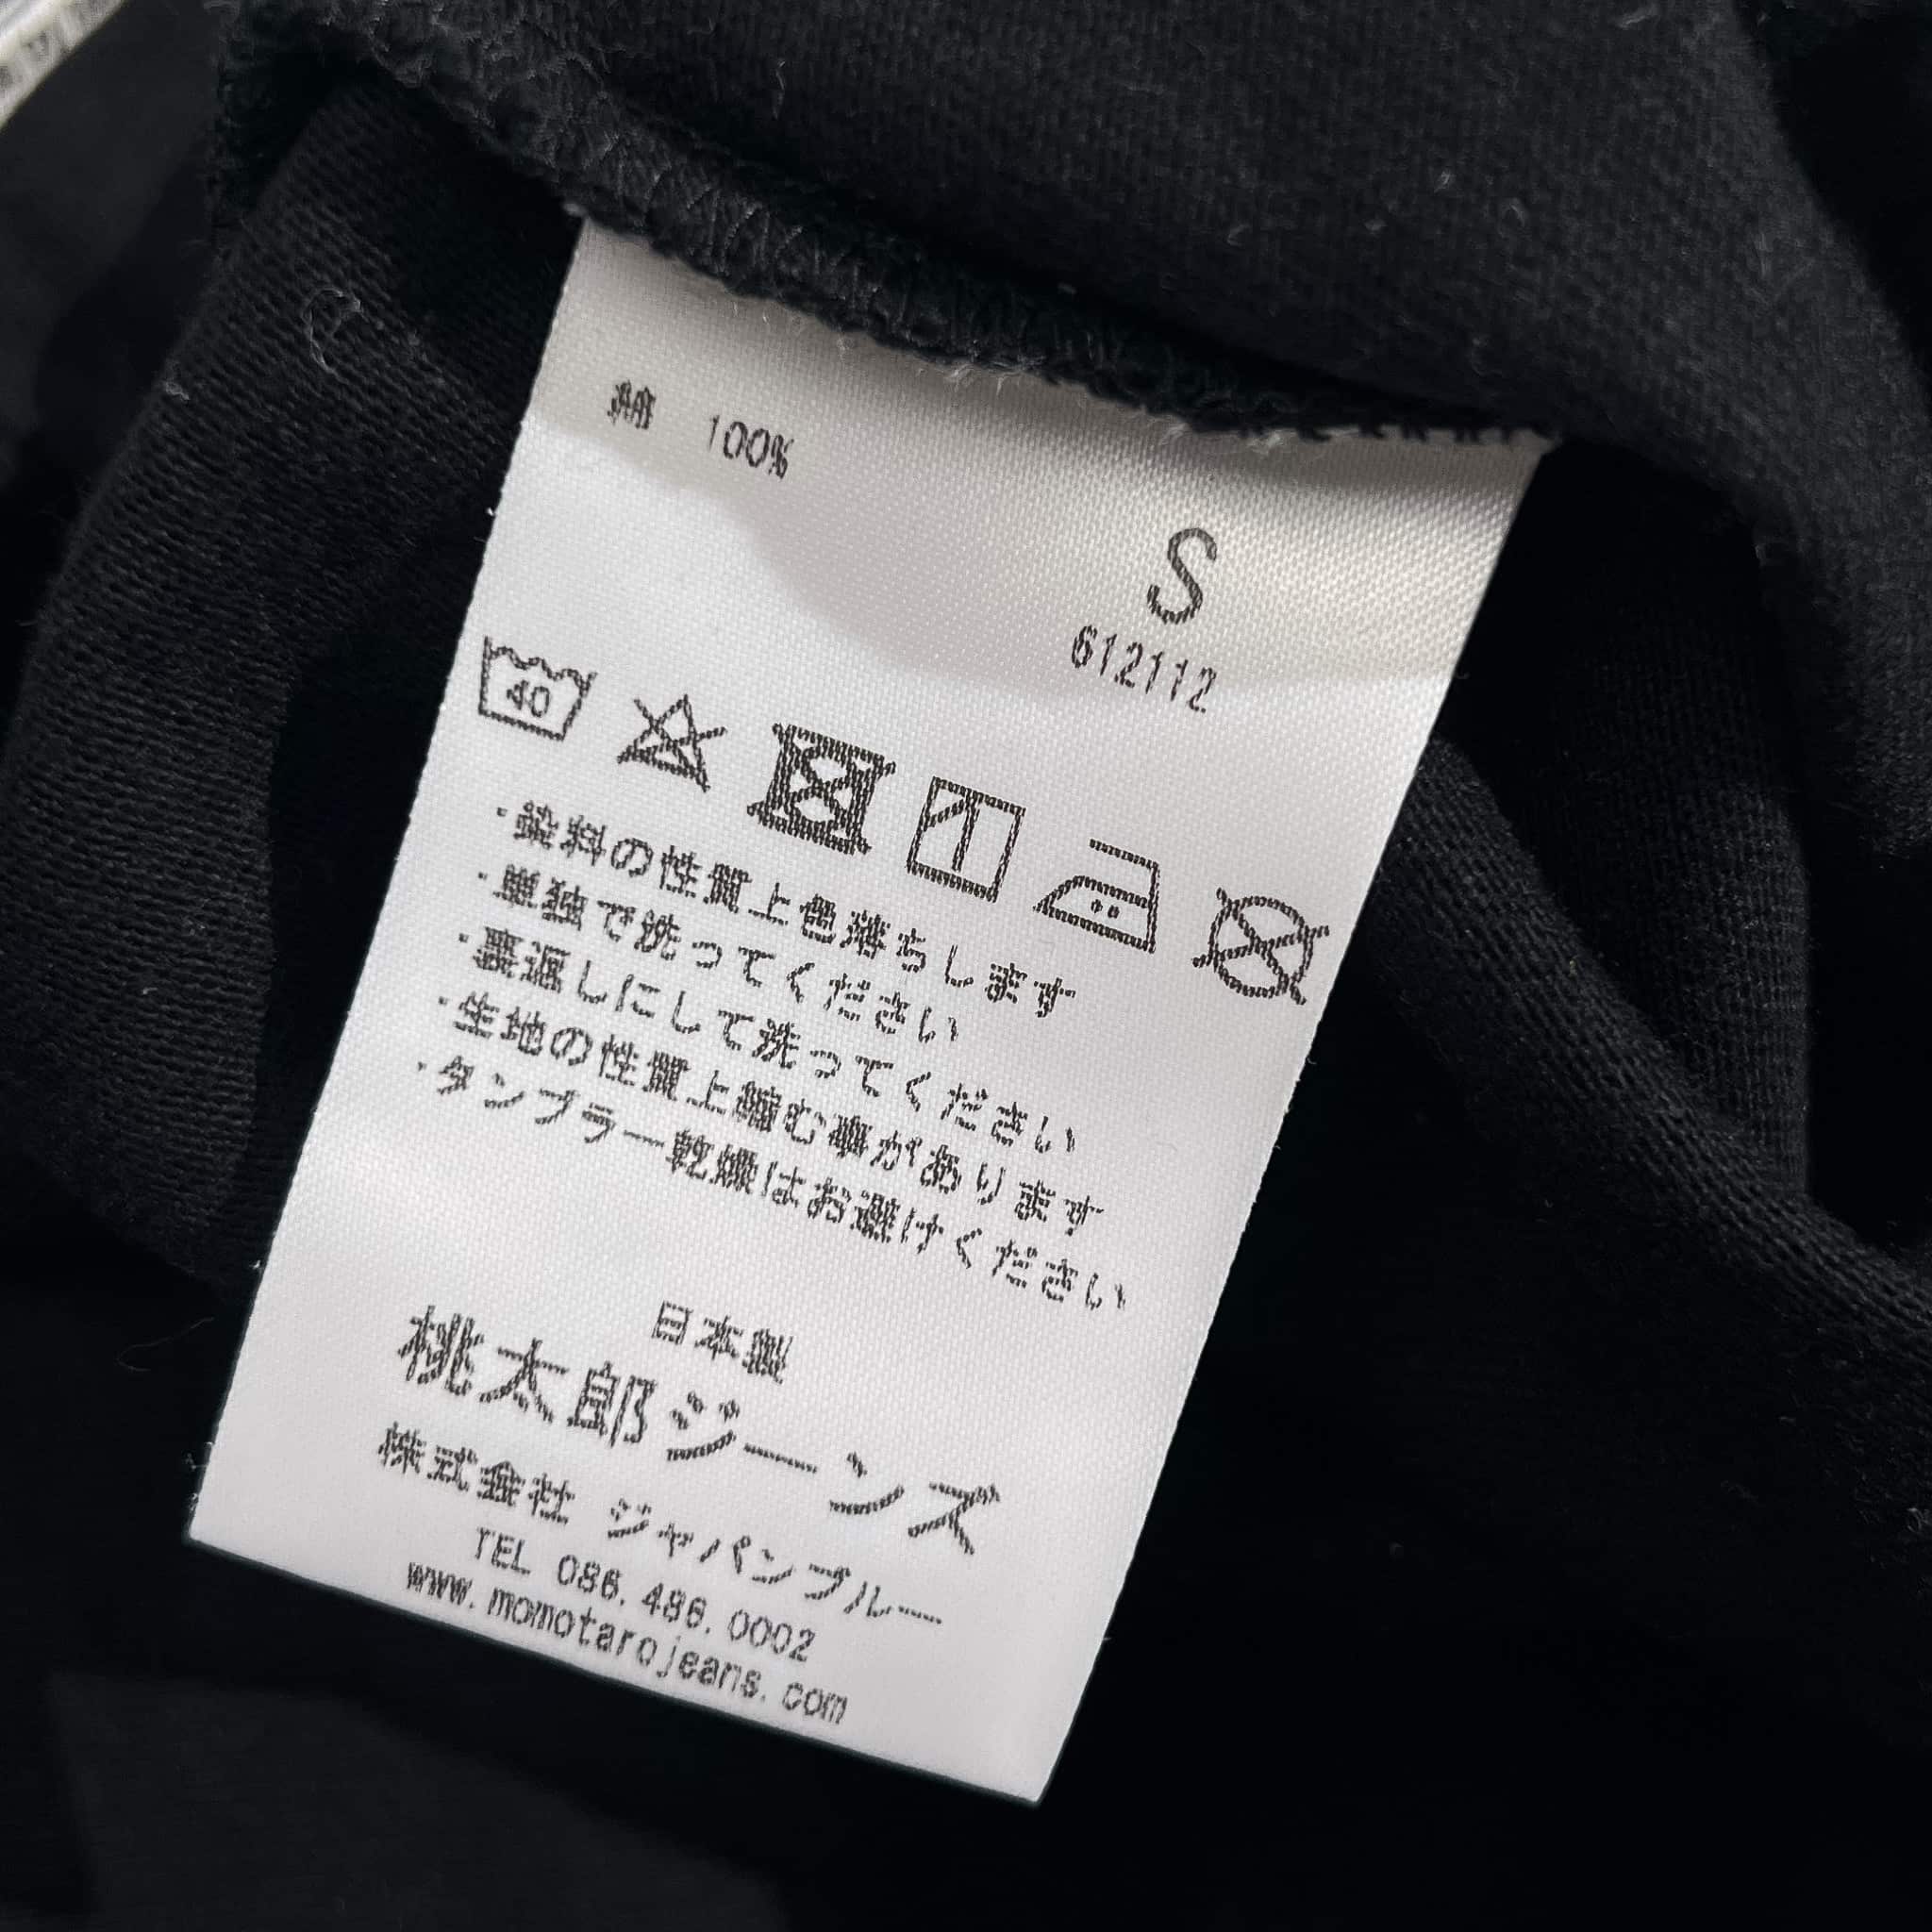 綿 100%
S
612112
40
・染料の性質上色落ちします
・単独で洗ってください
・裏返しにして洗ってください
・生地の性質上縮む事があります
・タンブラー乾燥はお避けください
日本製
桃太郎ジーンズ
株式会社 ジャパンブルー
TEL 086.486.0002
www.momotarojeans.com